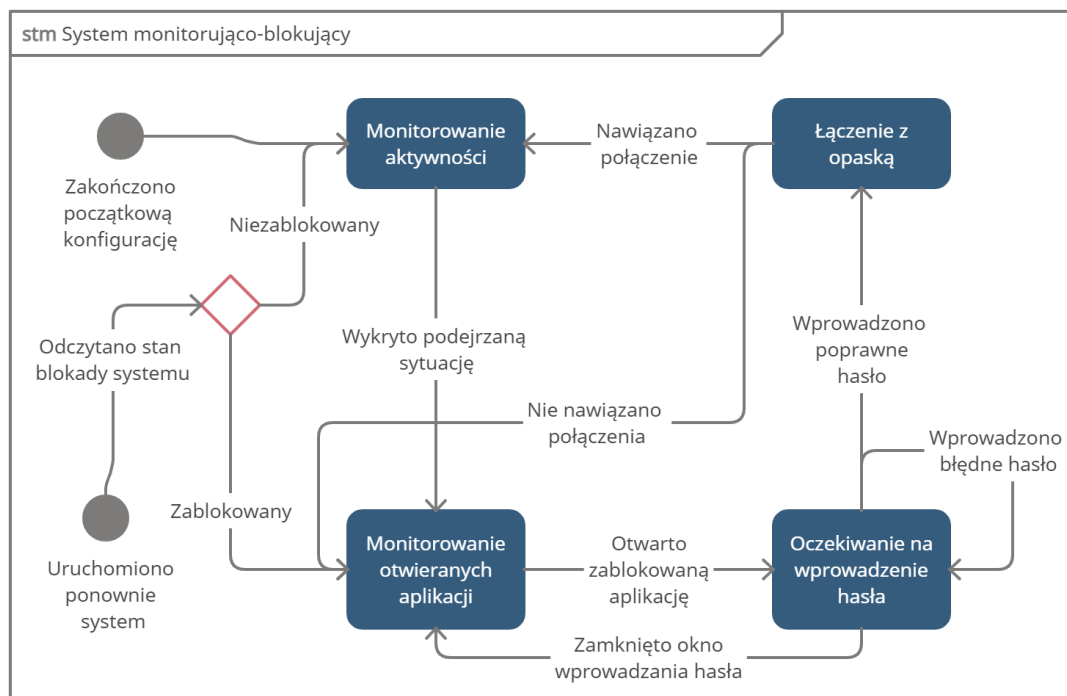 stm System monitorująco-blokujący
Monitorowanie
aktywności
Nawiązano
połączenie
Łączenie z
opaską
Zakończono
początkową
konfigurację
Niezablokowany
Odczytano stan
blokady systemu
Wykryto podejrzaną
sytuację
Wprowadzono
poprawne
hasło
Nie nawiązano
połączenia
Wprowadzono
błędne hasło
Zablokowany
Uruchomiono
ponownie
system
Monitorowanie
otwieranych
aplikacji
Otwarto
zablokowaną
aplikację
Oczekiwanie na
wprowadzenie
hasła
Zamknięto okno
wprowadzania hasła